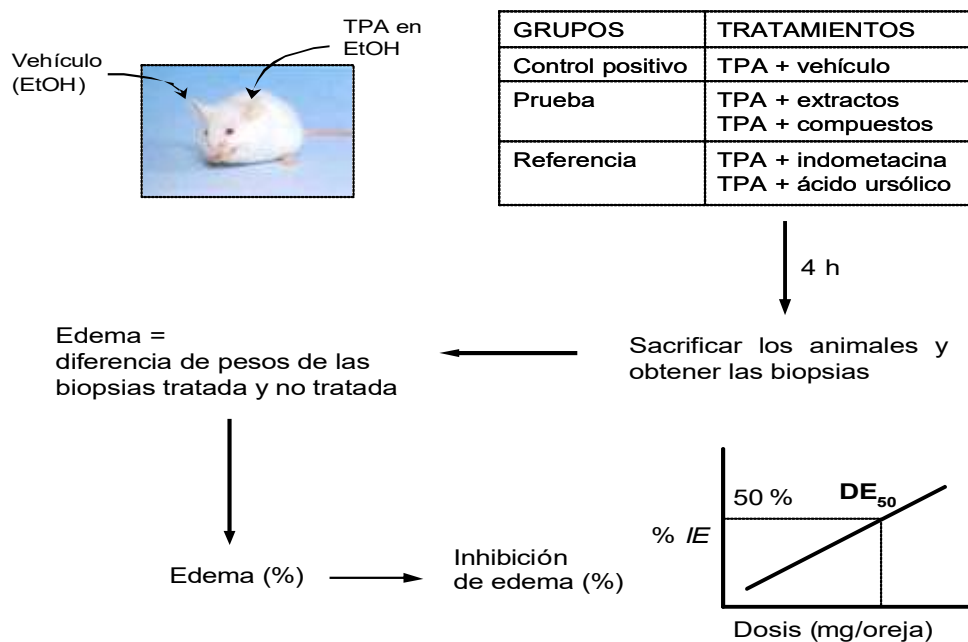 Vehículo
(EtOH)
TPA en
EtOH
GRUPOS TRATAMIENTOS
Control positivo TPA + vehículo
Prueba TPA + extractos
TPA + compuestos
Referencia TPA + indometacina
TPA + ácido ursólico
4 h
Sacrificar los animales y
obtener las biopsias
Edema =
diferencia de pesos de las
biopsias tratada y no tratada
Edema (%)
Inhibición
de edema (%)
50 %
DE50
% IE
Dosis (mg/oreja)